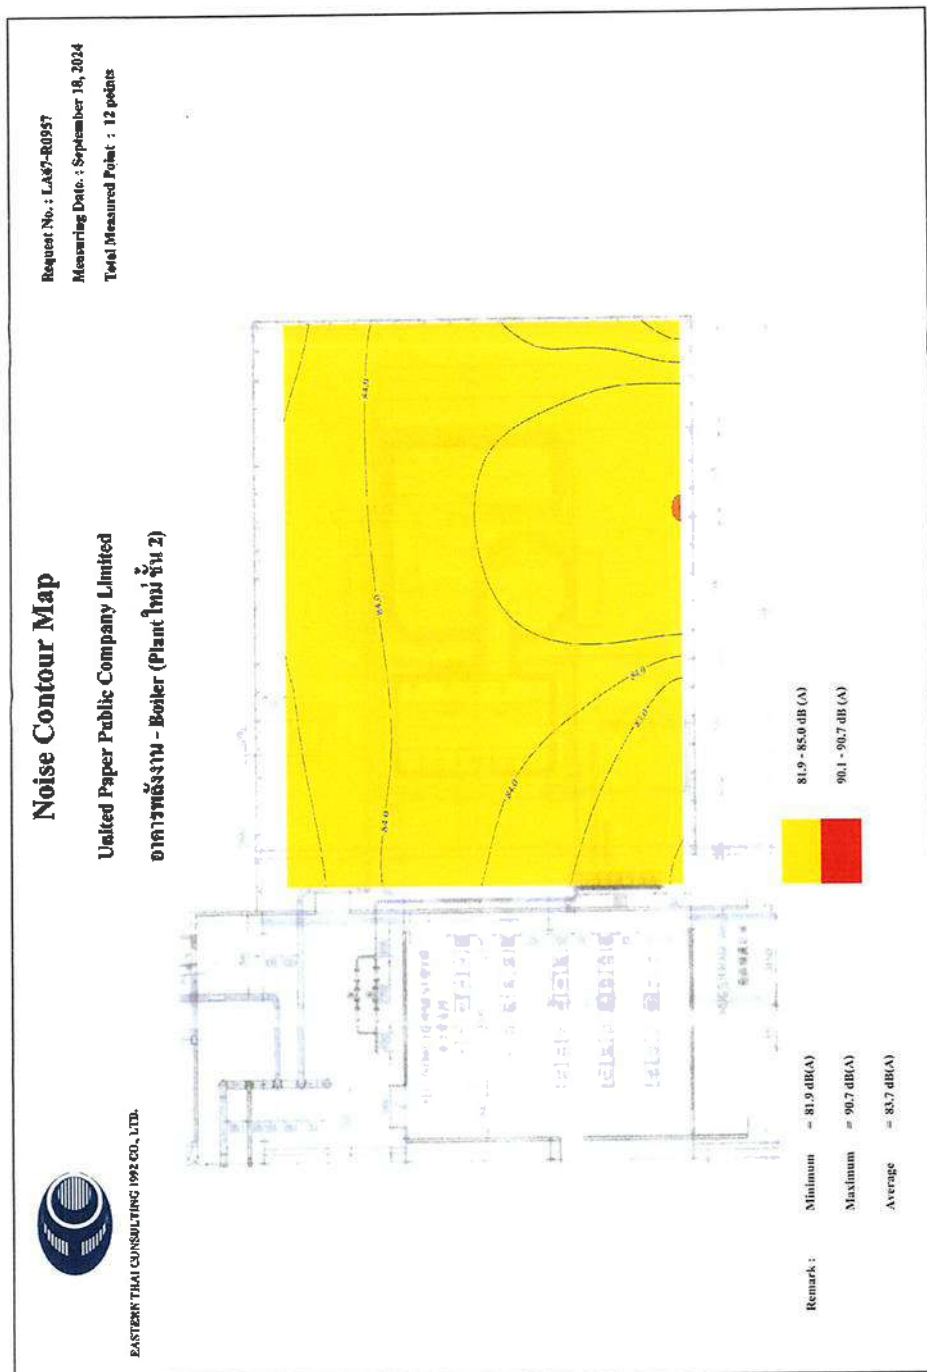 EASTERN THAI CONSULTING 1992 CO., LTD.
Noise Contour Map
United Paper Public Company Limited
อาคารพลังงาน - Boiler (Plant ใหม่ ชั้น 2)
Request No. : LA67-R0957
Measuring Date. : September 18, 2024
Total Measured Point : 12 points
84.0
84.0
84.0
84.0
84.0
83.0
Remark :
Minimum = 81.9 dB(A)
Maximum = 90.7 dB(A)
Average = 83.7 dB(A)
81.9 - 85.0 dB (A)
90.1 - 90.7 dB (A)